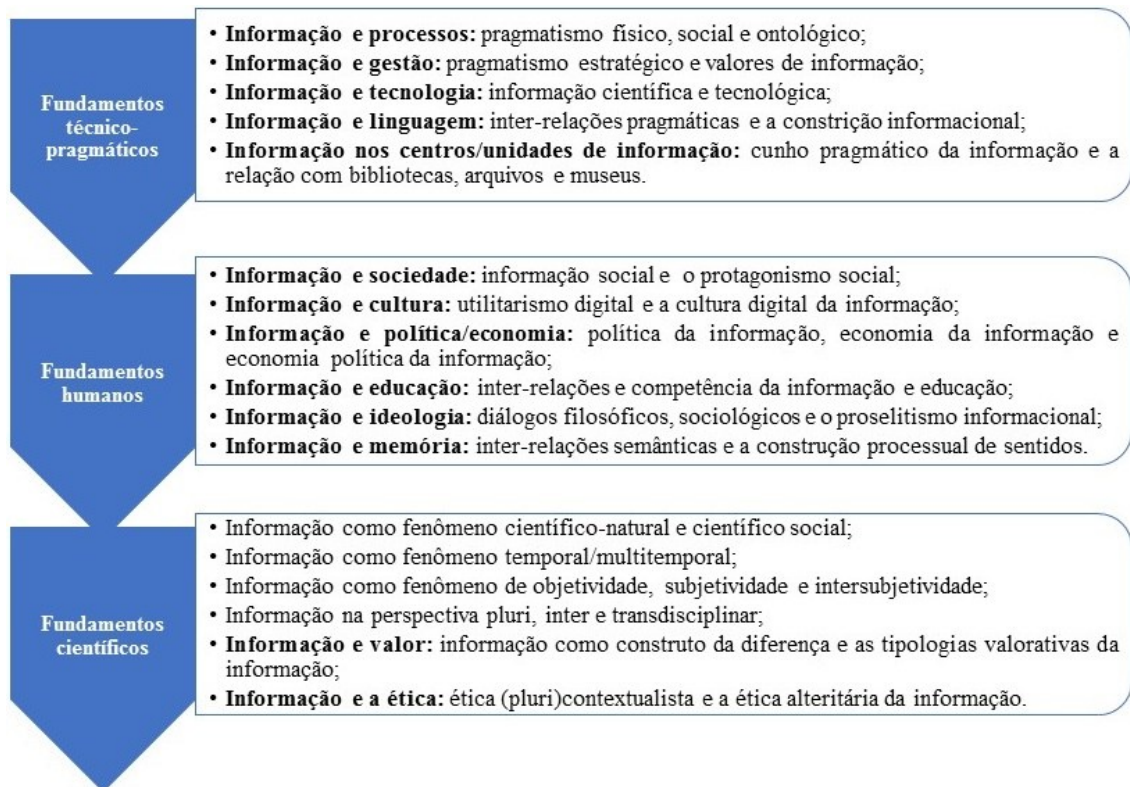 Fundamentos
técnico-
pragmáticos
• Informação e processos: pragmatismo físico, social e ontológico;
• Informação e gestão: pragmatismo estratégico e valores de informação;
• Informação e tecnologia: informação científica e tecnológica;
• Informação e linguagem: inter-relações pragmáticas e a constrição informacional;
• Informação nos centros/unidades de informação: cunho pragmático da informação e a
relação com bibliotecas, arquivos e museus.
Fundamentos
humanos
• Informação e sociedade: informação social e o protagonismo social;
• Informação e cultura: utilitarismo digital e a cultura digital da informação;
• Informação e política/economia: política da informação, economia da informação e
economia política da informação;
• Informação e educação: inter-relações e competência da informação e educação;
• Informação e ideologia: diálogos filosóficos, sociológicos e o proselitismo informacional;
• Informação e memória: inter-relações semânticas e a construção processual de sentidos.
Fundamentos
científicos
• Informação como fenômeno científico-natural e científico social;
• Informação como fenômeno temporal/multitemporal;
• Informação como fenômeno de objetividade, subjetividade e intersubjetividade;
• Informação na perspectiva pluri, inter e transdisciplinar;
• Informação e valor: informação como construto da diferença e as tipologias valorativas da
informação;
• Informação e a ética: ética (pluri)contextualista e a ética alteritária da informação.